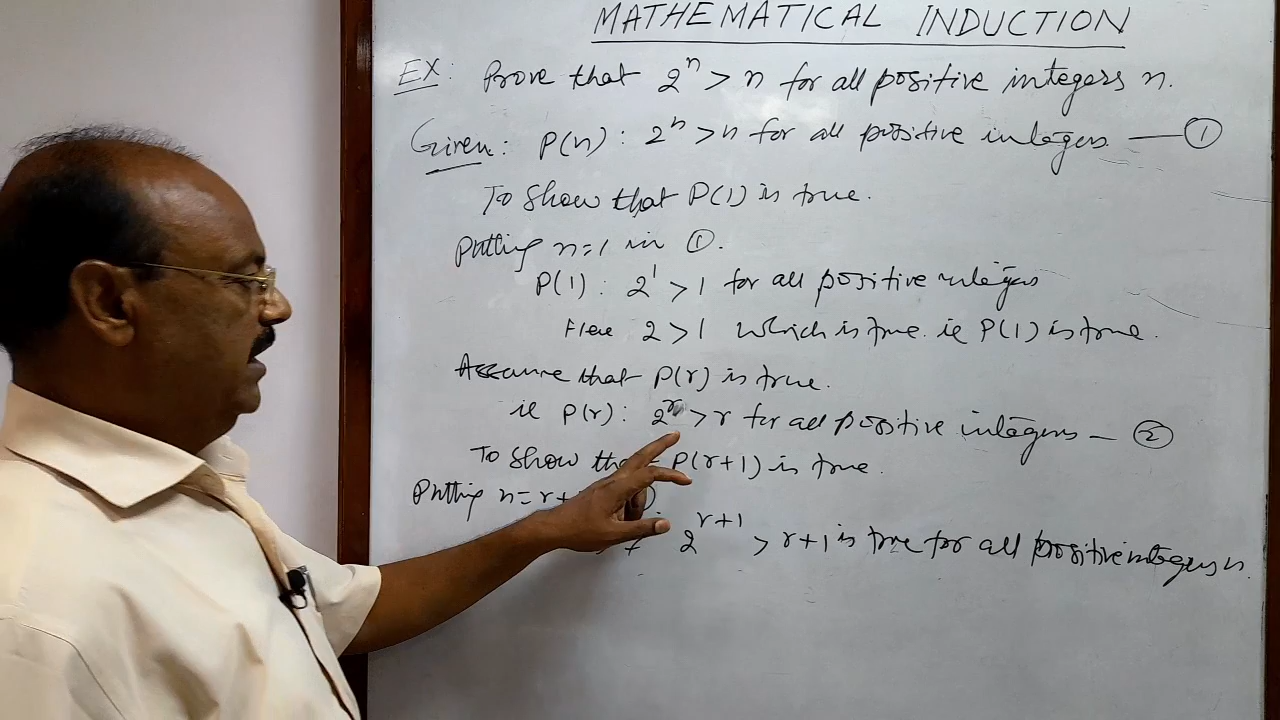 MATHEMATICAL INDUCTION
EX: Prove that 2ⁿ > n for all positive integers n.
Given: P(n) : 2ⁿ > n for all positive integers — ①
To show that P(1) is true.
Putting n=1 in ①.
P(1) : 2¹ > 1 for all positive integers
Here 2 > 1 which is true. ie P(1) is true.
Assume that P(r) is true.
ie P(r) : 2ʳ > r for all positive integers — ②
To show that P(r+1) is true.
Putting n = r+
2ʳ⁺¹ > r+1 is true for all positive integers n.